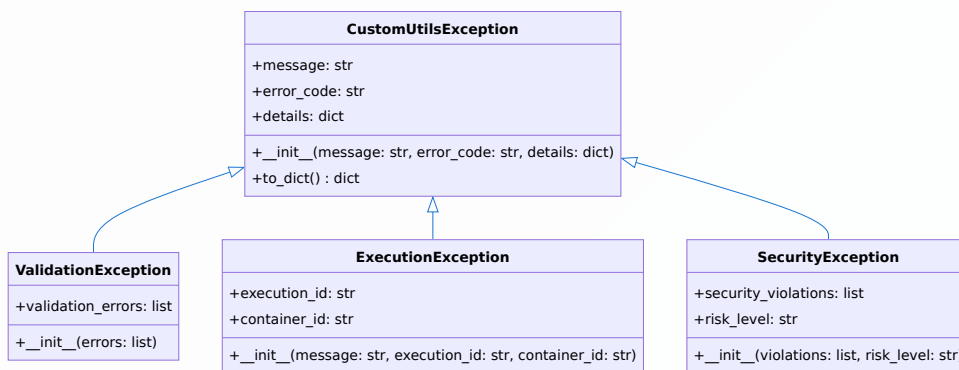 CustomUtilsException
+message: str
+error_code: str
+details: dict
+__init__(message: str, error_code: str, details: dict)
+to_dict() : dict
ValidationException
+validation_errors: list
+__init__(errors: list)
ExecutionException
+execution_id: str
+container_id: str
+__init__(message: str, execution_id: str, container_id: str)
SecurityException
+security_violations: list
+risk_level: str
+__init__(violations: list, risk_level: str